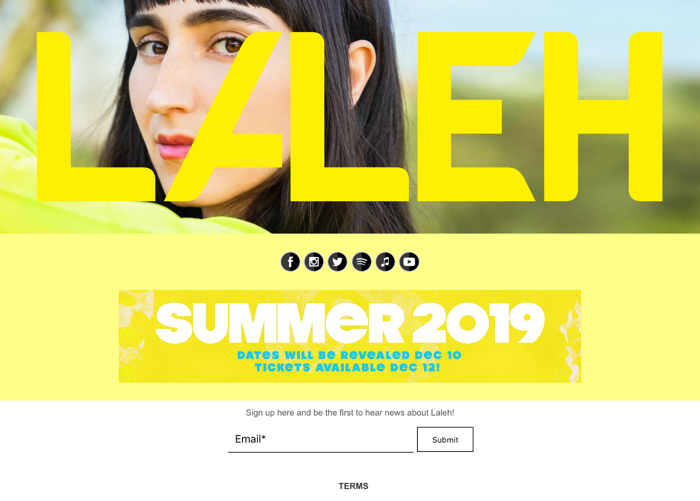 LALEH
SUMMER 2019
DATES WILL BE REVEALED DEC 10
TICKETS AVAILABLE DEC 12!
Sign up here and be the first to hear news about Laleh!
Email*
Submit
TERMS